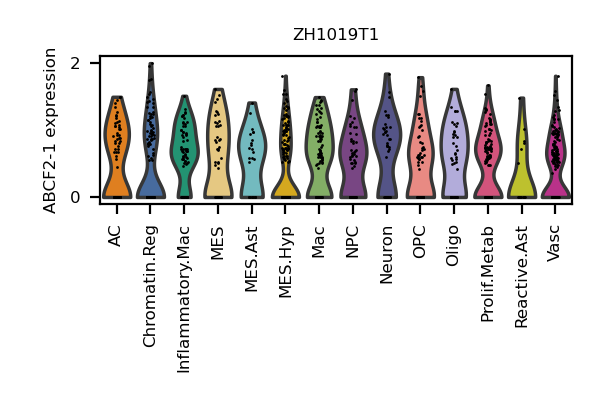 ZH1019T1
ABCF2-1 expression
2
0
AC
Chromatin.Reg
Inflammatory.Mac
MES
MES.Ast
MES.Hyp
Mac
NPC
Neuron
OPC
Oligo
Prolif.Metab
Reactive.Ast
Vasc